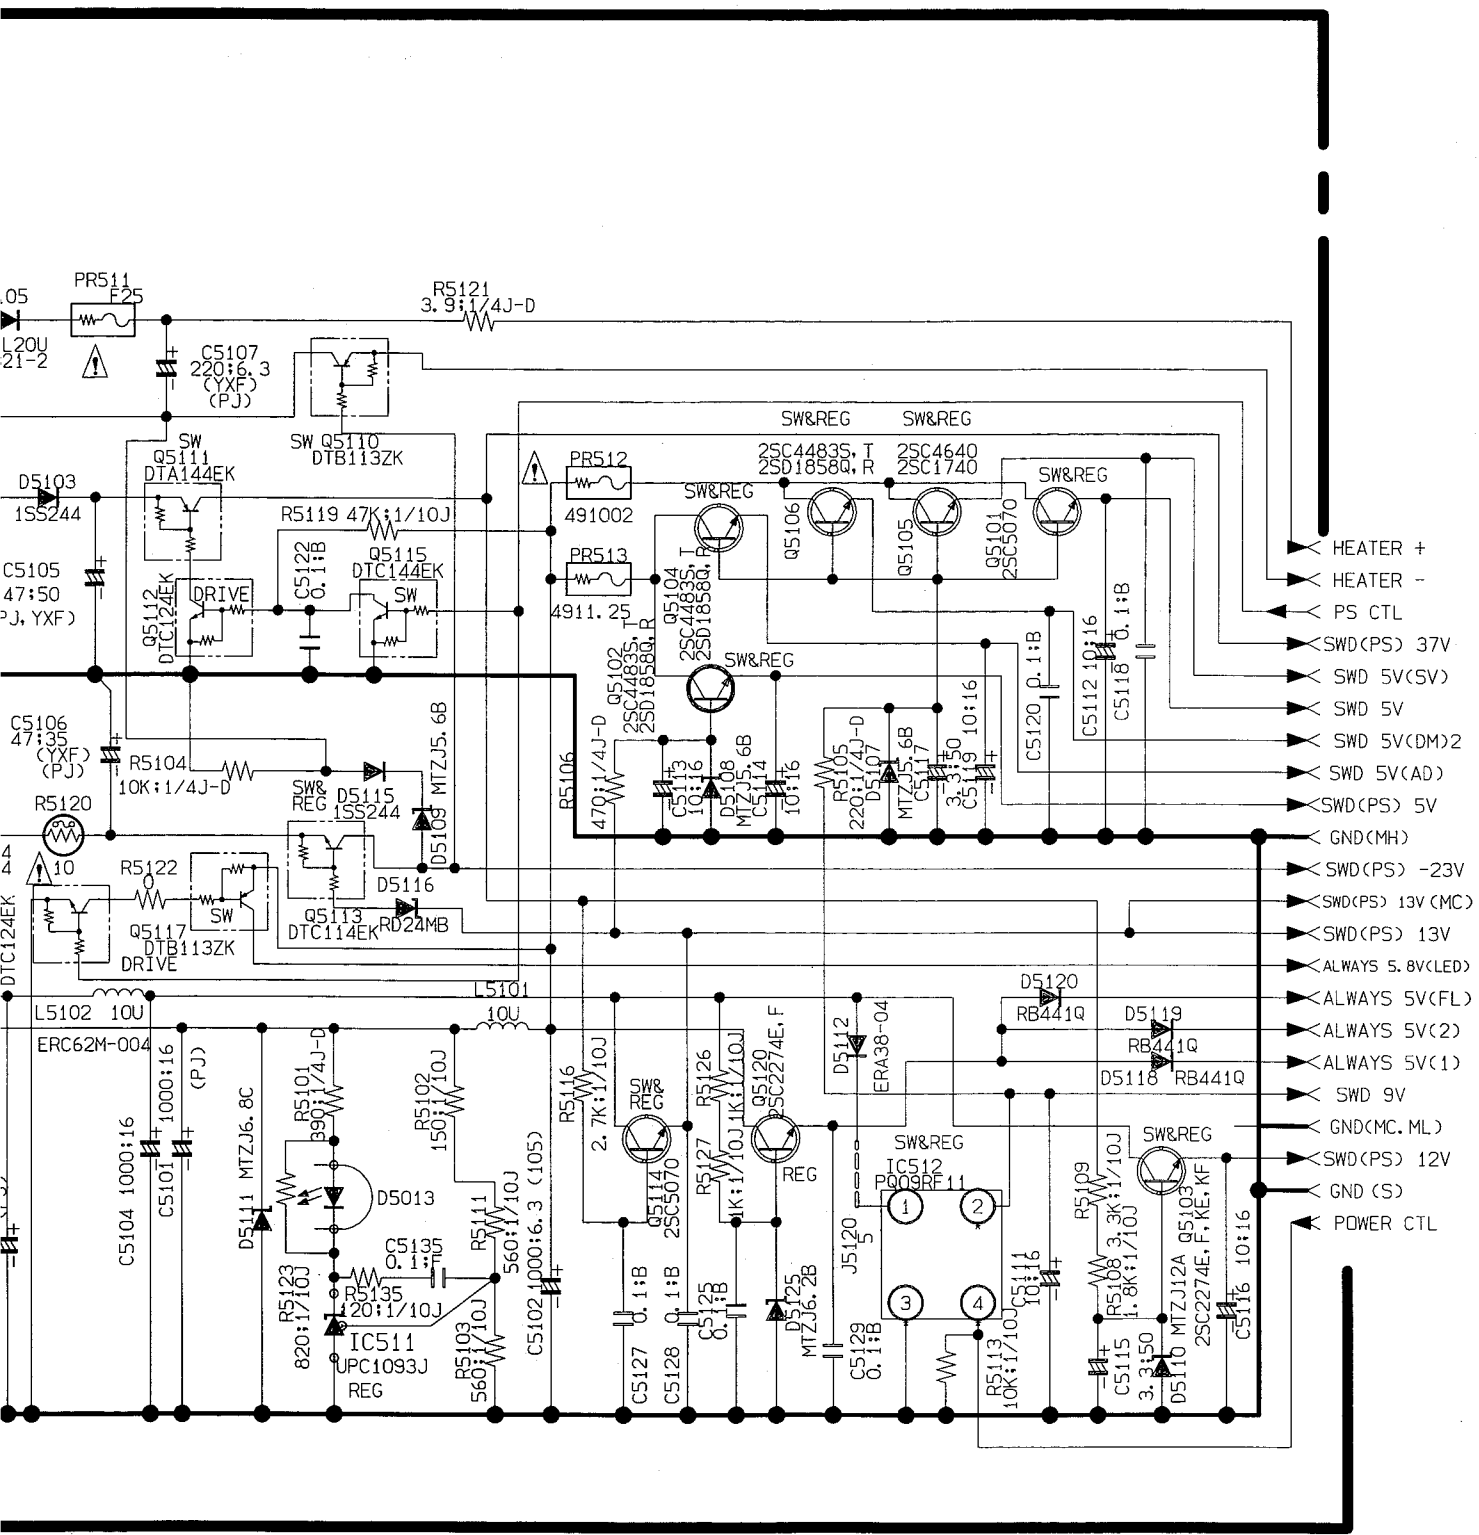 PR511
F25
.05
L20U
21-2
C5107
220;6.3
(YXF)
(PJ)
R5121
3.9;1/4J-D
SW Q5110
DTB113ZK
SW
Q5111
DTA144EK
D5103
1SS244
C5105
47;50
PJ,YXF)
Q5112
DTC124EK
DRIVE
C5122
0.1;B
R5119 47K;1/10J
Q5115
DTC144EK
SW
PR512
491002
PR513
4911.25
SW&REG
Q5104
2SC4483S,T
2SD1858Q,R
SW&REG
2SC4483S,T
2SD1858Q,R
Q5106
SW&REG
2SC4640
2SC1740
Q5105
SW&REG
Q5101
2SC5070
Q5102
2SC4483S,T
2SD1858Q,R
SW&REG
C5120 0.1;B
C5112 10;16
C5118 0.1;B
HEATER +
HEATER -
PS CTL
SWD(PS) 37V
SWD 5V(SV)
SWD 5V
SWD 5V(DM)2
SWD 5V(AD)
SWD(PS) 5V
GND(MH)
SWD(PS) -23V
SWD(PS) 13V(MC)
SWD(PS) 13V
ALWAYS 5.8V(LED)
ALWAYS 5V(FL)
ALWAYS 5V(2)
ALWAYS 5V(1)
SWD 9V
GND(MC.ML)
SWD(PS) 12V
GND(S)
POWER CTL
C5106
47;35
(YXF)
(PJ)
R5104
10K;1/4J-D
SW&
REG
D5115
1SS244
D5109 MTZJ5.6B
R5106
470;1/4J-D
C5113
10;16
D5108
MTZJ5.6B
C5114
10;16
R5105
220;1/4J-D
D5107
MTZJ5.6B
C5117
3.3;50
C5119 10;16
R5120
10
4
4
R5122
0
SW
DTC124EK
Q5117
DTB113ZK
DRIVE
Q5113
DTC114EK
D5116
RD24MB
L5102 10U
ERC62M-004
L5101
10U
C5104 1000;16
C5101 1000;16
(PJ)
D5111 MTZJ6.8C
R5101
390;1/4J-D
R5102
150;1/10J
D5013
R5123
820;1/10J
C5135
0.1;F
R5135
120;1/10J
IC511
UPC1093J
REG
R5111
560;1/10J
R5103
560;1/10J
C5102 1000;6.3 (105)
R5116
2.7K;1/10J
SW&
REG
Q5114
2SC5070
C5127 0.1;B
C5128 0.1;B
R5126
1K;1/10J
R5127
1K;1/10J
Q5120
2SC2274E,F
REG
C5125
0.1;B
D5125
MTZJ6.2B
C5129
0.1;B
D5112
ERA38-04
J5120
5
SW&REG
IC512
PQ09RF11
1
2
3
4
R5113
10K;1/10J
C5111
10;16
D5120
RB441Q
D5119
RB441Q
D5118 RB441Q
R5109
3.3K;1/10J
R5108
1.8K;1/10J
C5115
3.3;50
D5110 MTZJ12A
SW&REG
Q5103
2SC2274E,F,KE,KF
C5116 10;16